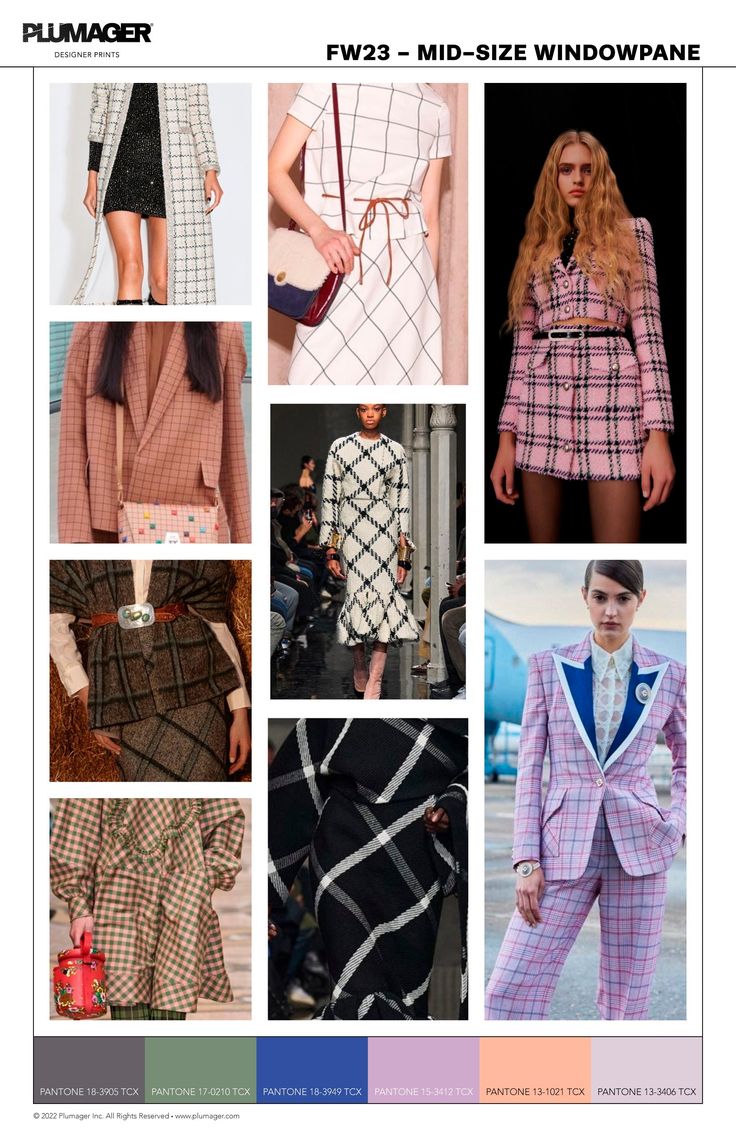 PLUMAGER
DESIGNER PRINTS
FW23 – MID–SIZE WINDOWPANE
PANTONE 18-3905 TCX
PANTONE 17-0210 TCX
PANTONE 18-3949 TCX
PANTONE 15-3412 TCX
PANTONE 13-1021 TCX
PANTONE 13-3406 TCX
© 2022 Plumager Inc. All Rights Reserved • www.plumager.com